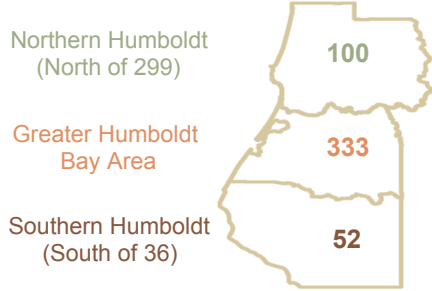 Northern Humboldt
(North of 299)
100
Greater Humboldt
Bay Area
333
Southern Humboldt
(South of 36)
52